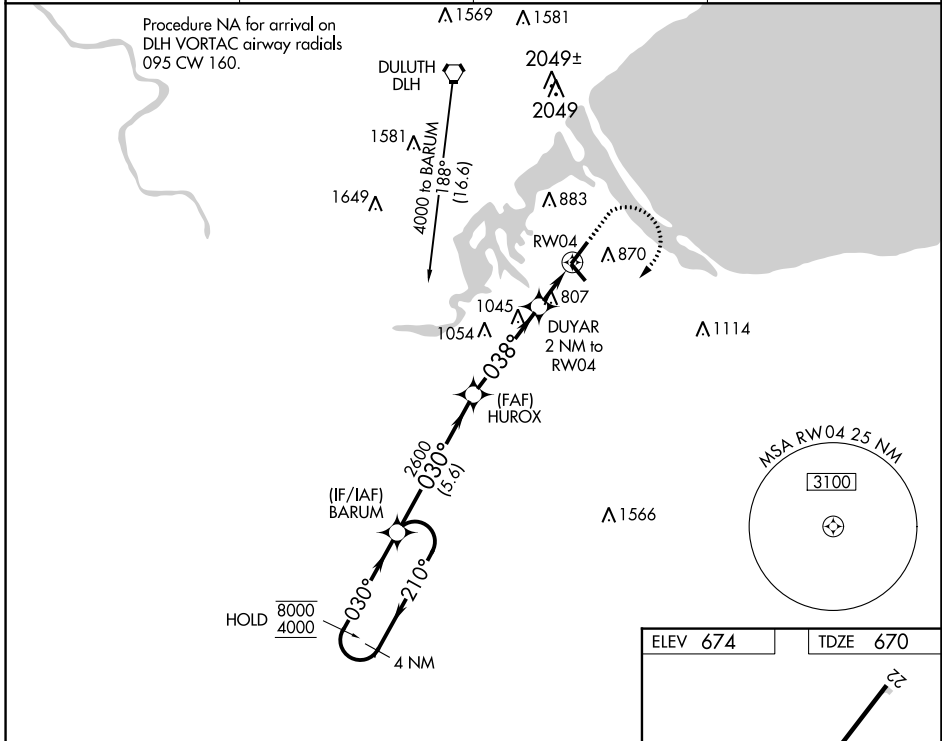 Procedure NA for arrival on
DLH VORTAC airway radials
095 CW 160.
1569
1581
DULUTH
DLH
2049±
2049
1581
4000 to BARUM
188°
(16.6)
1649
883
RW04
870
807
1045
1054
DUYAR
2 NM to
RW04
1114
038°
(FAF)
HUROX
2600
030°
(5.6)
MSA RW04 25 NM
3100
(IF/IAF)
BARUM
1566
030°
210°
HOLD
8000
4000
4 NM
ELEV 674
TDZE 670
22